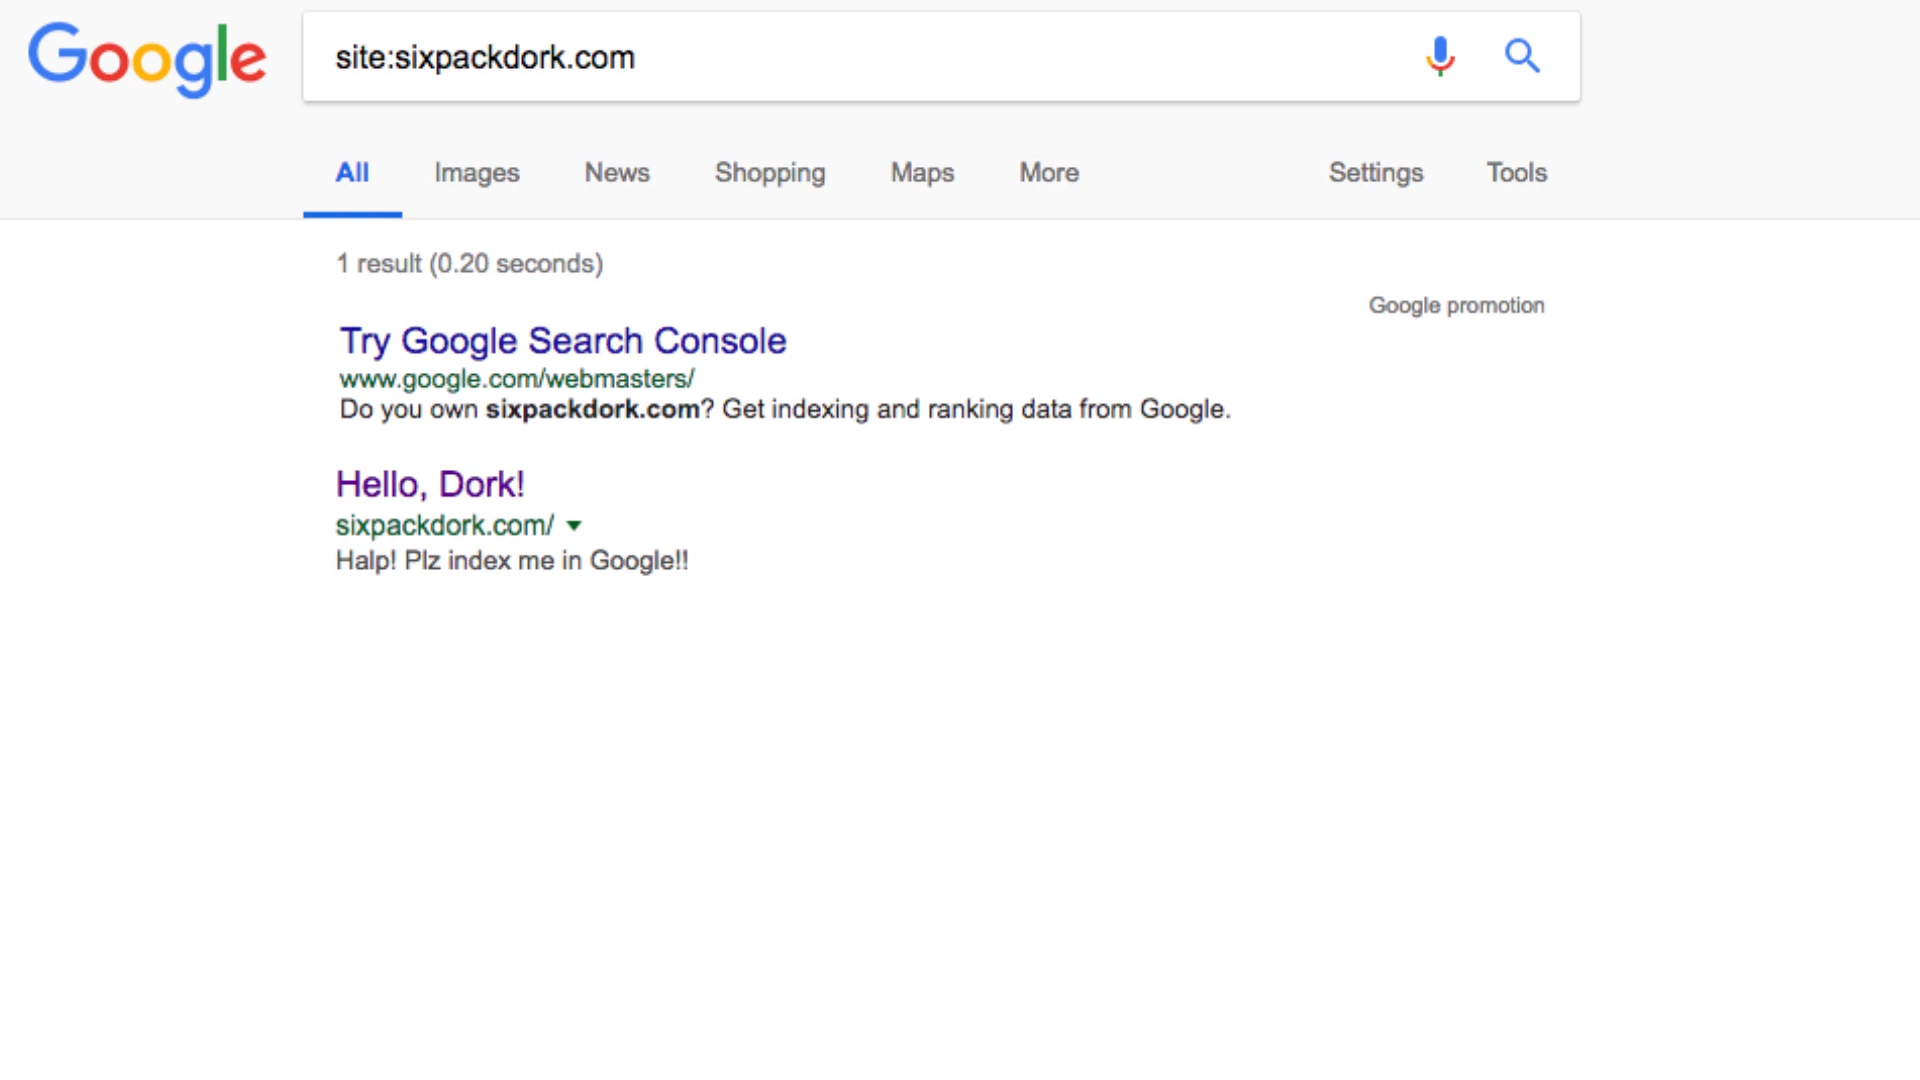 Google
site:sixpackdork.com
All Images News Shopping Maps More Settings Tools
1 result (0.20 seconds)
Google promotion
Try Google Search Console
www.google.com/webmasters/
Do you own sixpackdork.com? Get indexing and ranking data from Google.
Hello, Dork!
sixpackdork.com/
Halp! Plz index me in Google!!